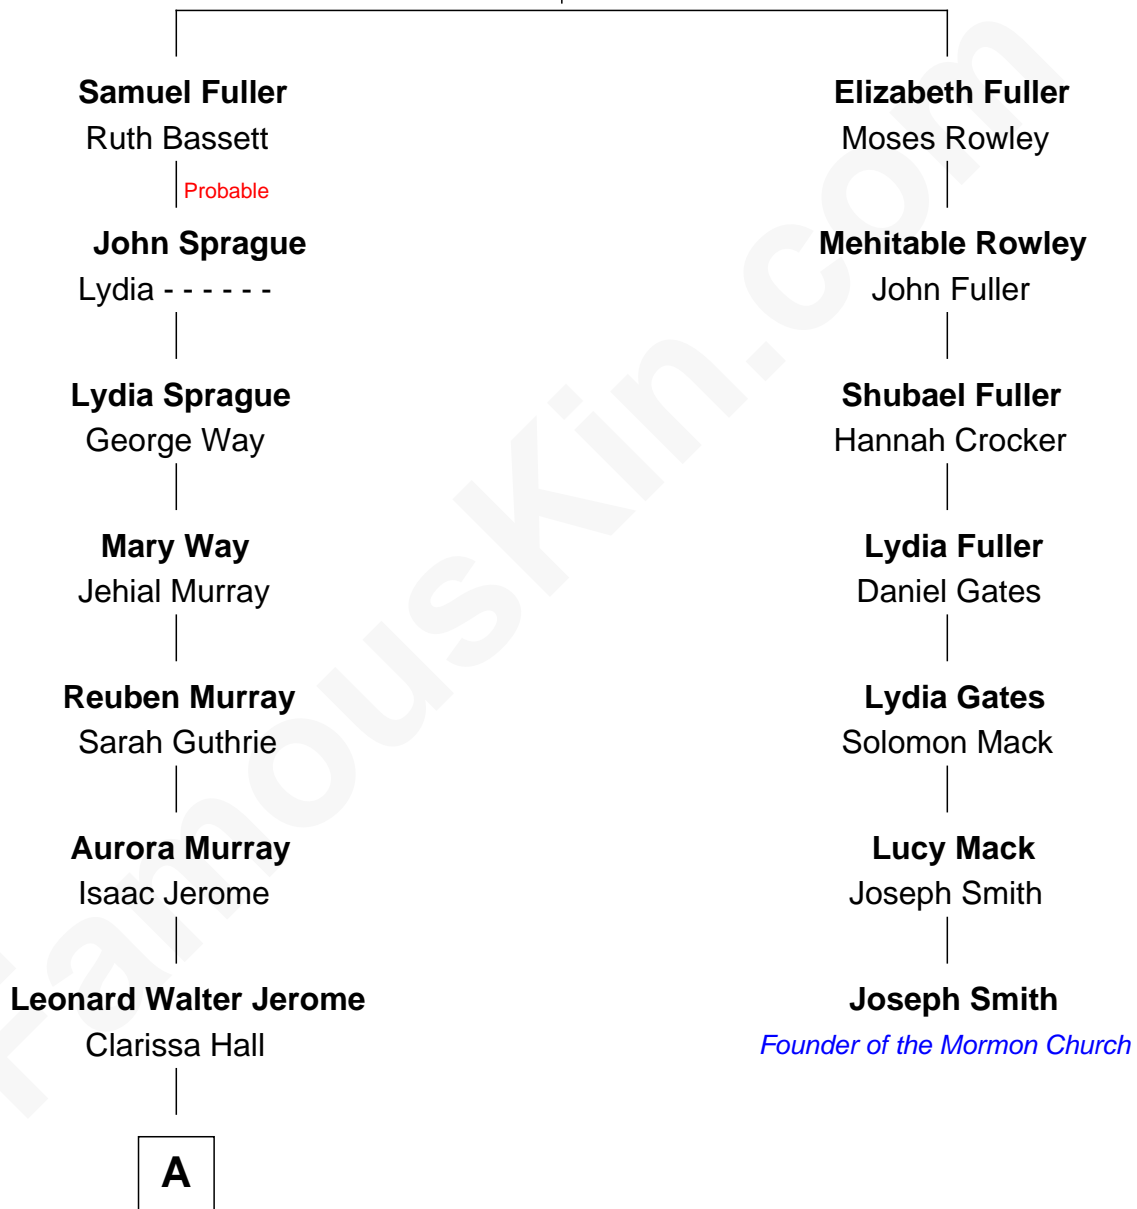 Samuel Fuller
Ruth Bassett
Probable
John Sprague
Lydia - - - - - -
Lydia Sprague
George Way
Mary Way
Jehial Murray
Reuben Murray
Sarah Guthrie
Aurora Murray
Isaac Jerome
Leonard Walter Jerome
Clarissa Hall
A
Elizabeth Fuller
Moses Rowley
Mehitable Rowley
John Fuller
Shubael Fuller
Hannah Crocker
Lydia Fuller
Daniel Gates
Lydia Gates
Solomon Mack
Lucy Mack
Joseph Smith
Joseph Smith
Founder of the Mormon Church
FamousKin.com